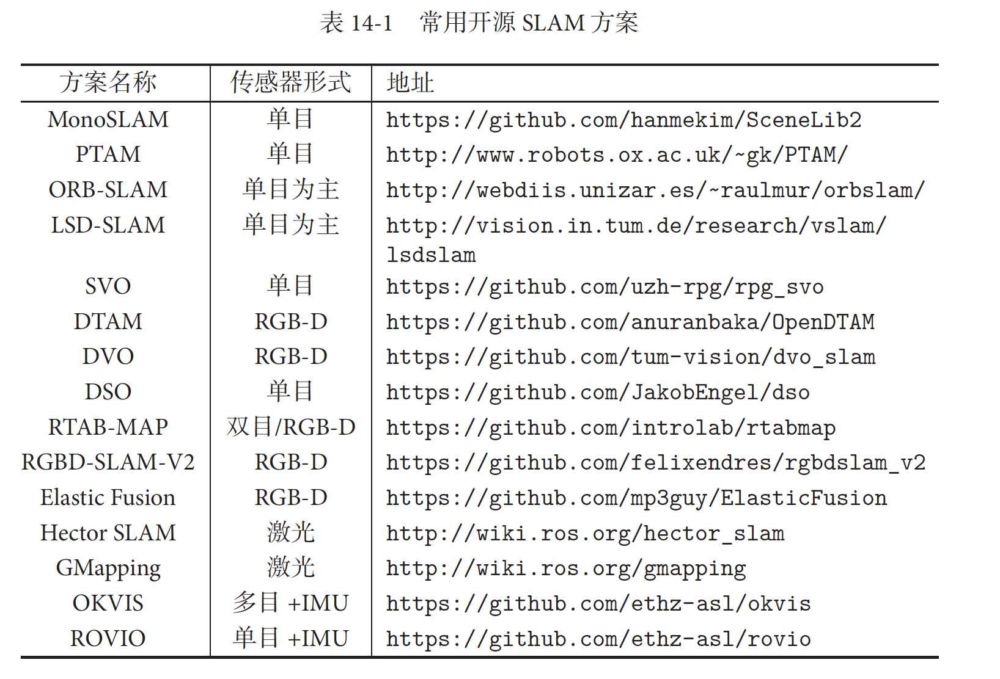 表 14-1 常用开源 SLAM 方案
方案名称 传感器形式 地址
MonoSLAM 单目 https://github.com/hanmekim/SceneLib2
PTAM 单目 http://www.robots.ox.ac.uk/~gk/PTAM/
ORB-SLAM 单目为主 http://webdiis.unizar.es/~raulmur/orbslam/
LSD-SLAM 单目为主 http://vision.in.tum.de/research/vslam/
lsdslam
SVO 单目 https://github.com/uzh-rpg/rpg_svo
DTAM RGB-D https://github.com/anuranbaka/OpenDTAM
DVO RGB-D https://github.com/tum-vision/dvo_slam
DSO 单目 https://github.com/JakobEngel/dso
RTAB-MAP 双目/RGB-D https://github.com/introlab/rtabmap
RGBD-SLAM-V2 RGB-D https://github.com/felixendres/rgbdslam_v2
Elastic Fusion RGB-D https://github.com/mp3guy/ElasticFusion
Hector SLAM 激光 http://wiki.ros.org/hector_slam
GMapping 激光 http://wiki.ros.org/gmapping
OKVIS 多目 +IMU https://github.com/ethz-asl/okvis
ROVIO 单目 +IMU https://github.com/ethz-asl/rovio